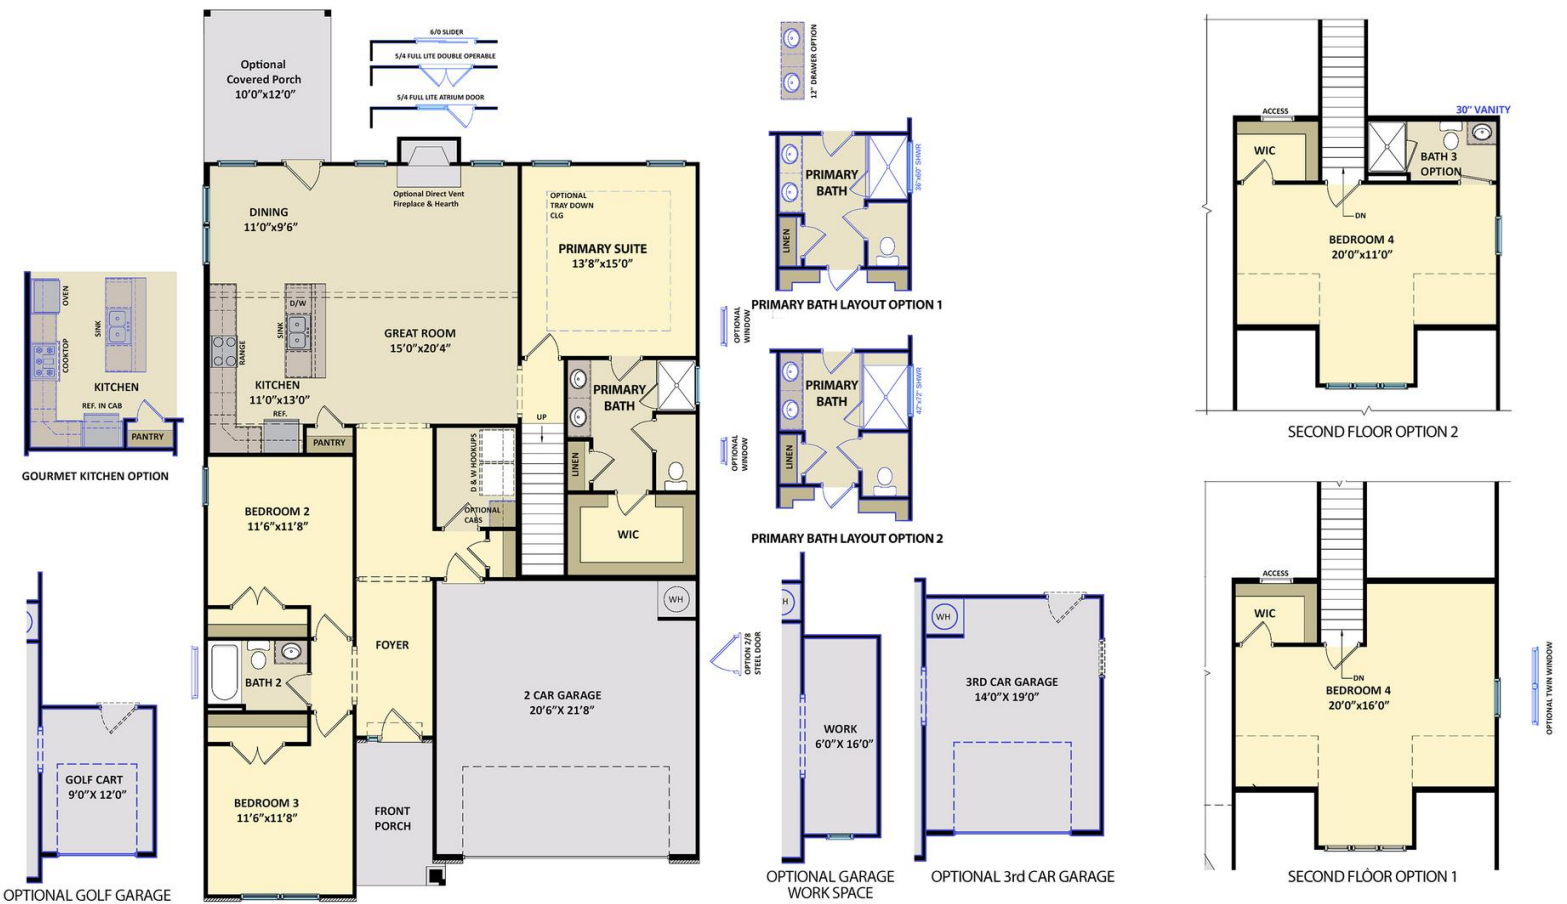 Optional
Covered Porch
10'0"x12'0"
6/0 SLIDER
5/4 FULL LITE DOUBLE OPERABLE
5/4 FULL LITE ATRIUM DOOR
Optional Direct Vent
Fireplace & Hearth
DINING
11'0"x9'6"
OPTIONAL
TRAY DOWN
CLG
PRIMARY SUITE
13'8"x15'0"
D/W
SINK
RANGE
GREAT ROOM
15'0"x20'4"
KITCHEN
11'0"x13'0"
REF.
PANTRY
UP
PRIMARY
BATH
LINEN
D & W HOOKUPS
OPTIONAL
CABS
WIC
BEDROOM 2
11'6"x11'8"
WH
FOYER
BATH 2
2 CAR GARAGE
20'6"X 21'8"
BEDROOM 3
11'6"x11'8"
FRONT
PORCH
OVEN
SINK
COOKTOP
KITCHEN
REF. IN CAB
PANTRY
GOURMET KITCHEN OPTION
GOLF CART
9'0"X 12'0"
OPTIONAL GOLF GARAGE
12" DRAWER OPTION
PRIMARY
BATH
36"x60" SHWR
LINEN
PRIMARY BATH LAYOUT OPTION 1
OPTIONAL
WINDOW
PRIMARY
BATH
42"x72" SHWR
LINEN
OPTIONAL
WINDOW
PRIMARY BATH LAYOUT OPTION 2
OPTION 2/8
STEEL DOOR
H
WORK
6'0"X 16'0"
OPTIONAL GARAGE
WORK SPACE
WH
3RD CAR GARAGE
14'0"X 19'0"
OPTIONAL 3rd CAR GARAGE
ACCESS
30" VANITY
WIC
BATH 3
OPTION
DN
BEDROOM 4
20'0"x11'0"
SECOND FLOOR OPTION 2
ACCESS
WIC
DN
BEDROOM 4
20'0"x16'0"
OPTIONAL TWIN WINDOW
SECOND FLOOR OPTION 1